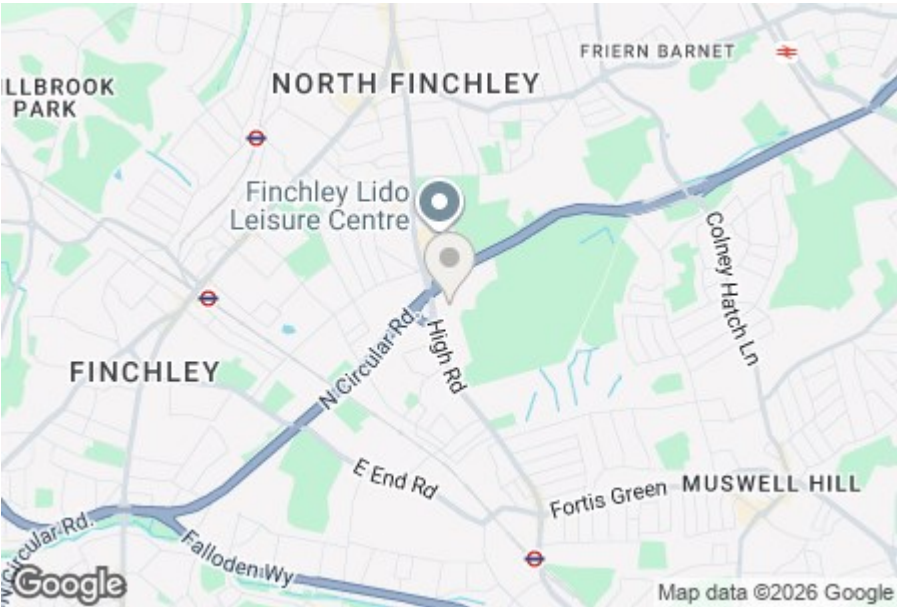 FRIERN BARNET
NORTH FINCHLEY
ILLBROOK
PARK
Finchley Lido
Leisure Centre
Colney Hatch Ln
N Circular Rd.
High Rd
FINCHLEY
E End Rd
Fortis Green
MUSWELL HILL
N Circular Rd.
Falloden Wy
Google
Map data ©2026 Google